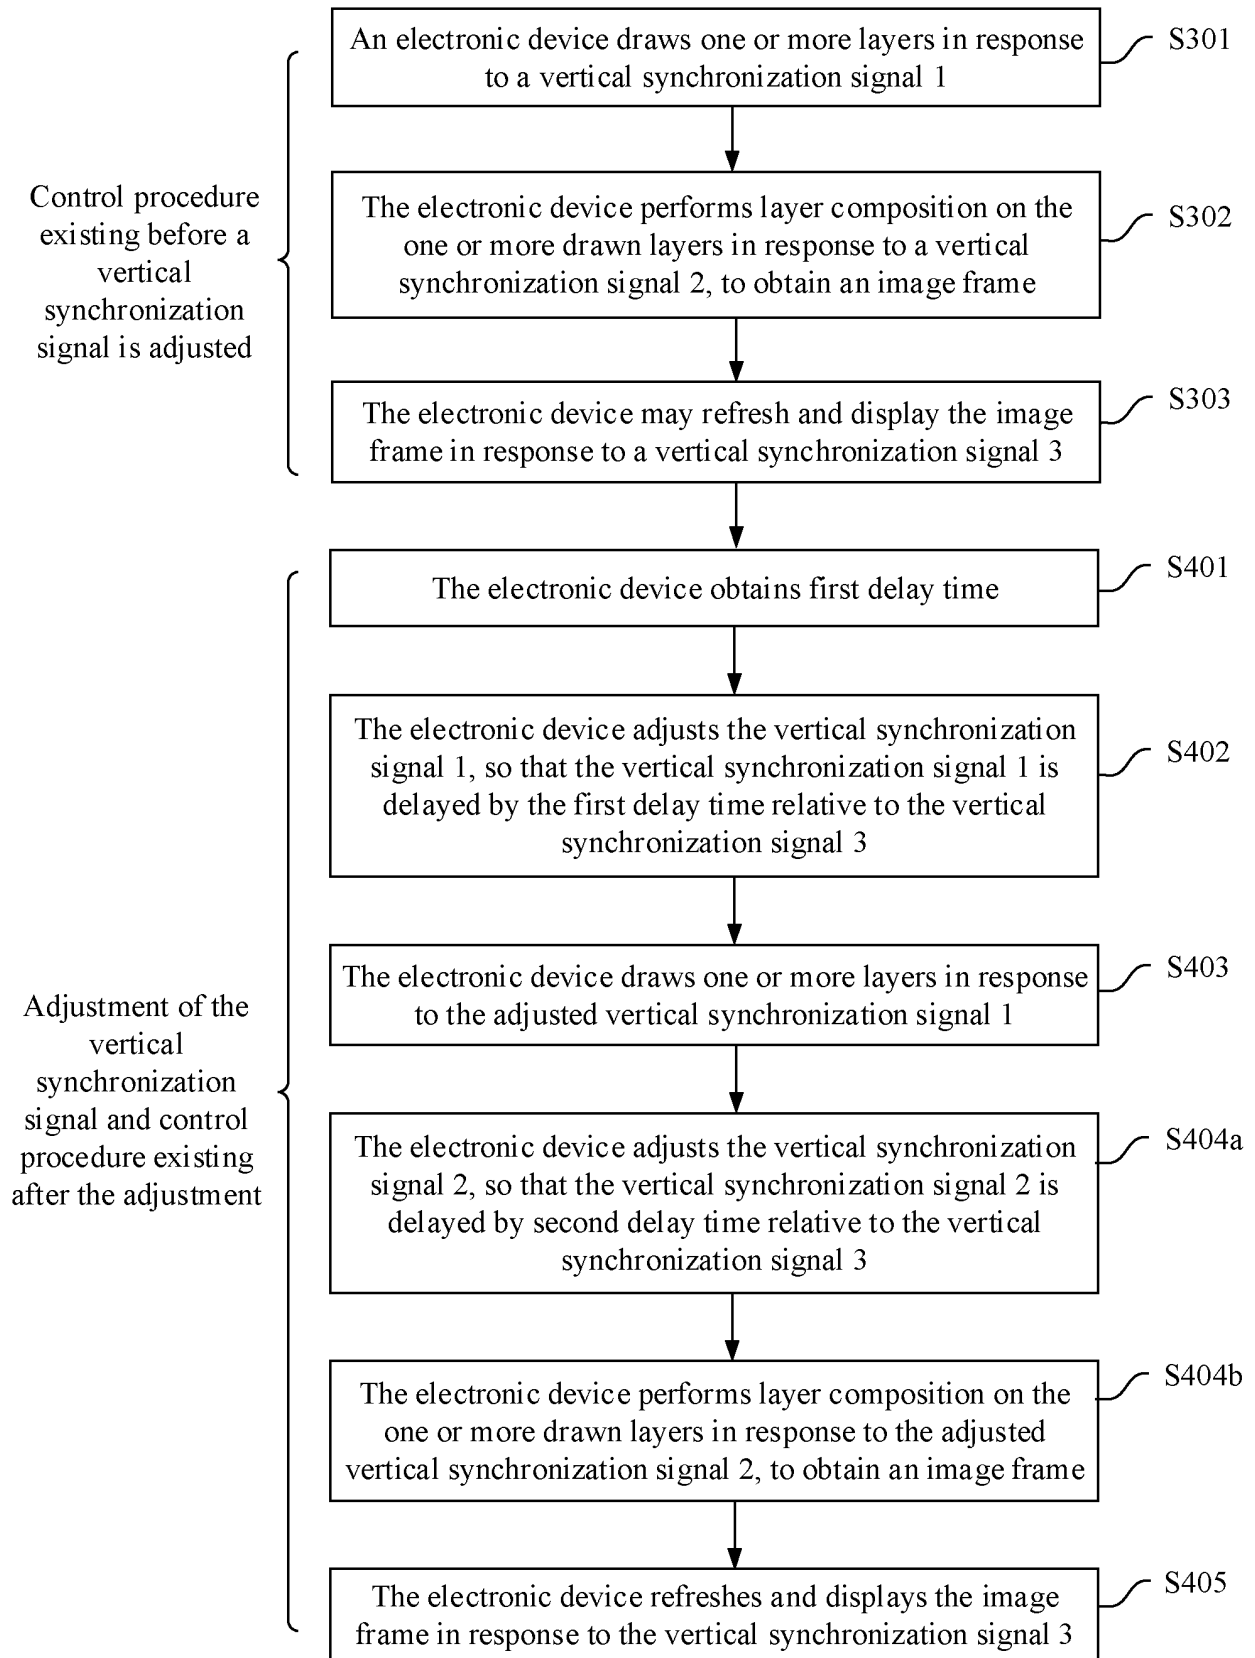 An electronic device draws one or more layers in response
to a vertical synchronization signal 1
S301
The electronic device performs layer composition on the
one or more drawn layers in response to a vertical
synchronization signal 2, to obtain an image frame
S302
Control procedure
existing before a
vertical
synchronization
signal is adjusted
The electronic device may refresh and display the image
frame in response to a vertical synchronization signal 3
S303
The electronic device obtains first delay time
S401
The electronic device adjusts the vertical synchronization
signal 1, so that the vertical synchronization signal 1 is
delayed by the first delay time relative to the vertical
synchronization signal 3
S402
The electronic device draws one or more layers in response
to the adjusted vertical synchronization signal 1
S403
Adjustment of the
vertical
synchronization
signal and control
procedure existing
after the adjustment
The electronic device adjusts the vertical synchronization
signal 2, so that the vertical synchronization signal 2 is
delayed by second delay time relative to the vertical
synchronization signal 3
S404a
The electronic device performs layer composition on the
one or more drawn layers in response to the adjusted
vertical synchronization signal 2, to obtain an image frame
S404b
The electronic device refreshes and displays the image
frame in response to the vertical synchronization signal 3
S405